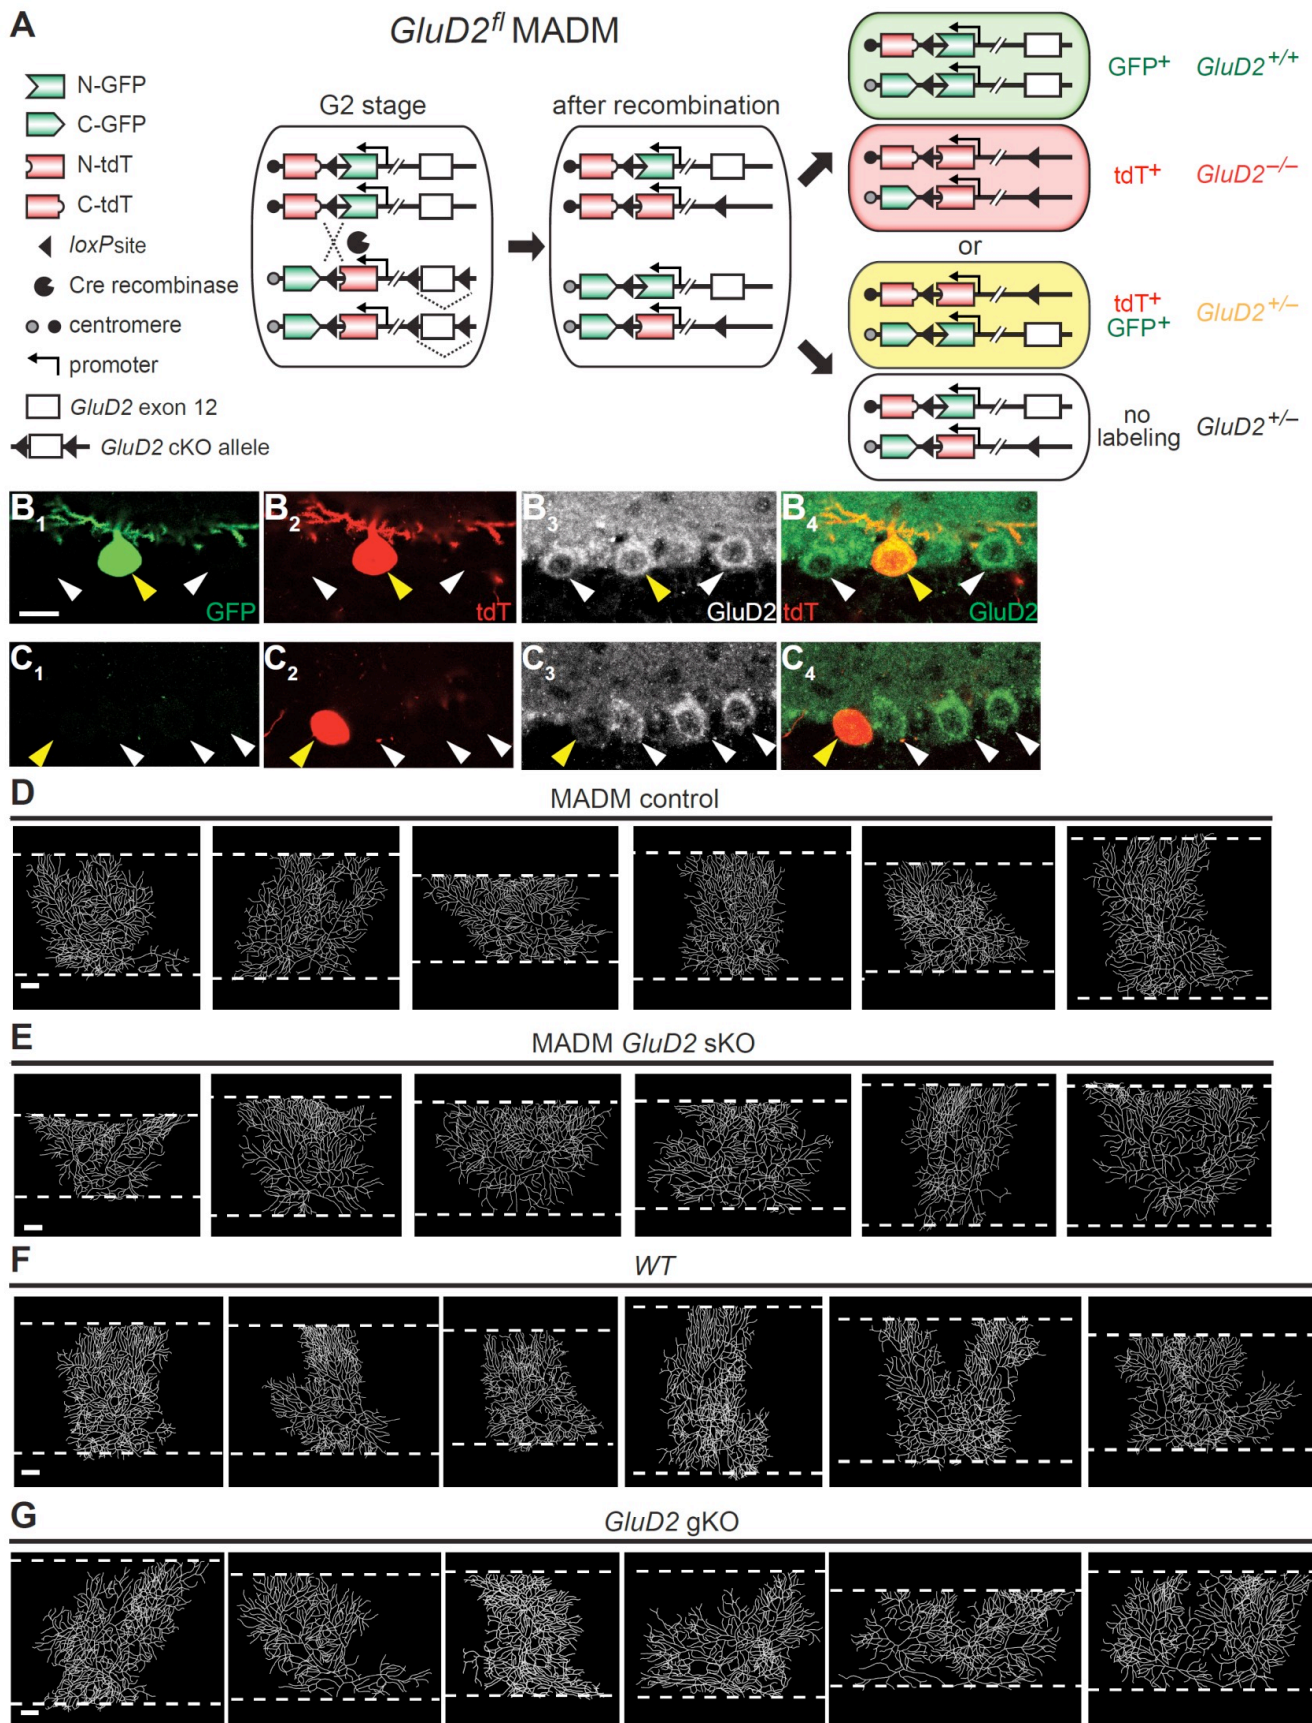 A
GluD2fl MADM
N-GFP
C-GFP
N-tdT
C-tdT
loxPsite
Cre recombinase
centromere
promoter
GluD2 exon 12
GluD2 cKO allele
G2 stage
after recombination
GFP+ GluD2+/+
tdT+ GluD2–/–
or
tdT+
GFP+
GluD2+/–
no
labeling
GluD2+/–
B1
GFP
B2
tdT
B3
GluD2
B4
tdT
GluD2
C1
C2
C3
C4
D
MADM control
E
MADM GluD2 sKO
F
WT
G
GluD2 gKO